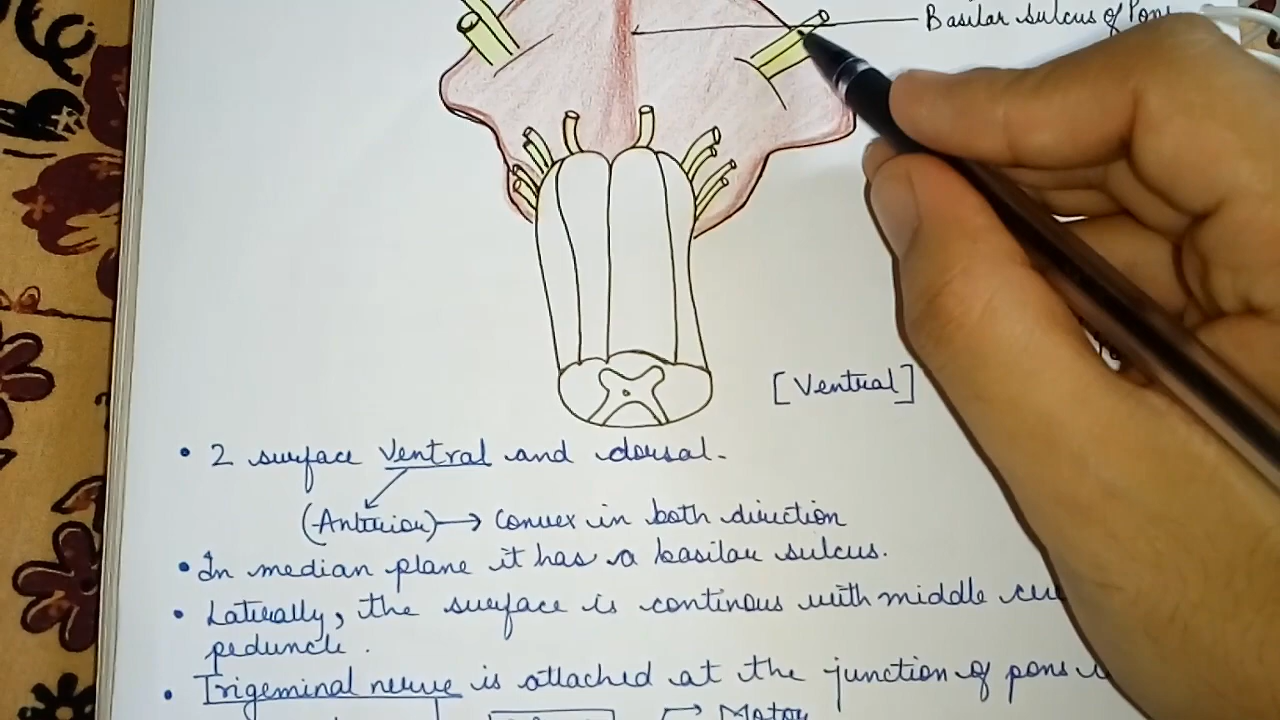 Basilar sulcus of Pons
[Ventral]
• 2 surface ventral and dorsal.
(Anterior) → Convex in both direction
• In median plane it has a basilar sulcus.
• Laterally, the surface is continous with middle
peduncle.
• Trigeminal nerve is attached at the junction of pons
→ Motor